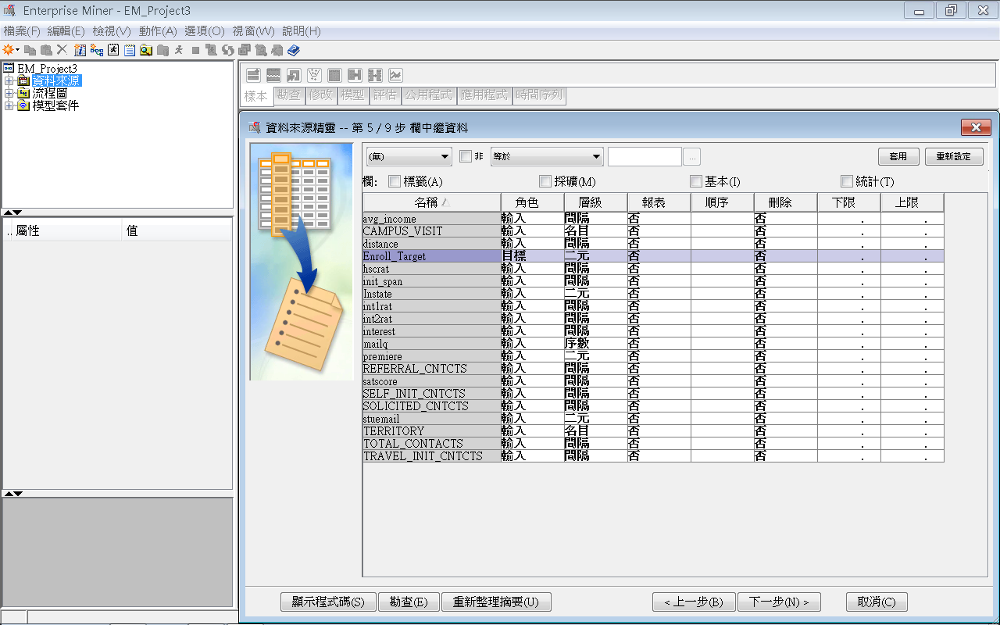 Enterprise Miner - EM_Project3
檔案(F) 編輯(E) 檢視(V) 動作(A) 選項(O) 視窗(W) 說明(H)
EM_Project3
資料來源
流程圖
模型套件
.. 屬性 值
樣本 勘查 修改 模型 評估 公用程式 應用程式 時間序列
資料來源精靈 -- 第 5 / 9 步 欄中繼資料
(無) 非 等於 ... 套用 重新設定
欄: 標籤(A) 採礦(M) 基本(I) 統計(T)
名稱 角色 層級 報表 順序 刪除 下限 上限
avg_income 輸入 間隔 否 否 . .
CAMPUS_VISIT 輸入 名目 否 否 . .
distance 輸入 間隔 否 否 . .
Enroll_Target 目標 二元 否 否 . .
hscrat 輸入 間隔 否 否 . .
init_span 輸入 間隔 否 否 . .
Instate 輸入 二元 否 否 . .
int1rat 輸入 間隔 否 否 . .
int2rat 輸入 間隔 否 否 . .
interest 輸入 間隔 否 否 . .
mailq 輸入 序數 否 否 . .
premiere 輸入 二元 否 否 . .
REFERRAL_CNTCTS 輸入 間隔 否 否 . .
satscore 輸入 間隔 否 否 . .
SELF_INIT_CNTCTS 輸入 間隔 否 否 . .
SOLICITED_CNTCTS 輸入 間隔 否 否 . .
stuemail 輸入 二元 否 否 . .
TERRITORY 輸入 名目 否 否 . .
TOTAL_CONTACTS 輸入 間隔 否 否 . .
TRAVEL_INIT_CNTCTS 輸入 間隔 否 否 . .
顯示程式碼(S) 勘查(E) 重新整理摘要(U) < 上一步(B) 下一步(N) > 取消(C)